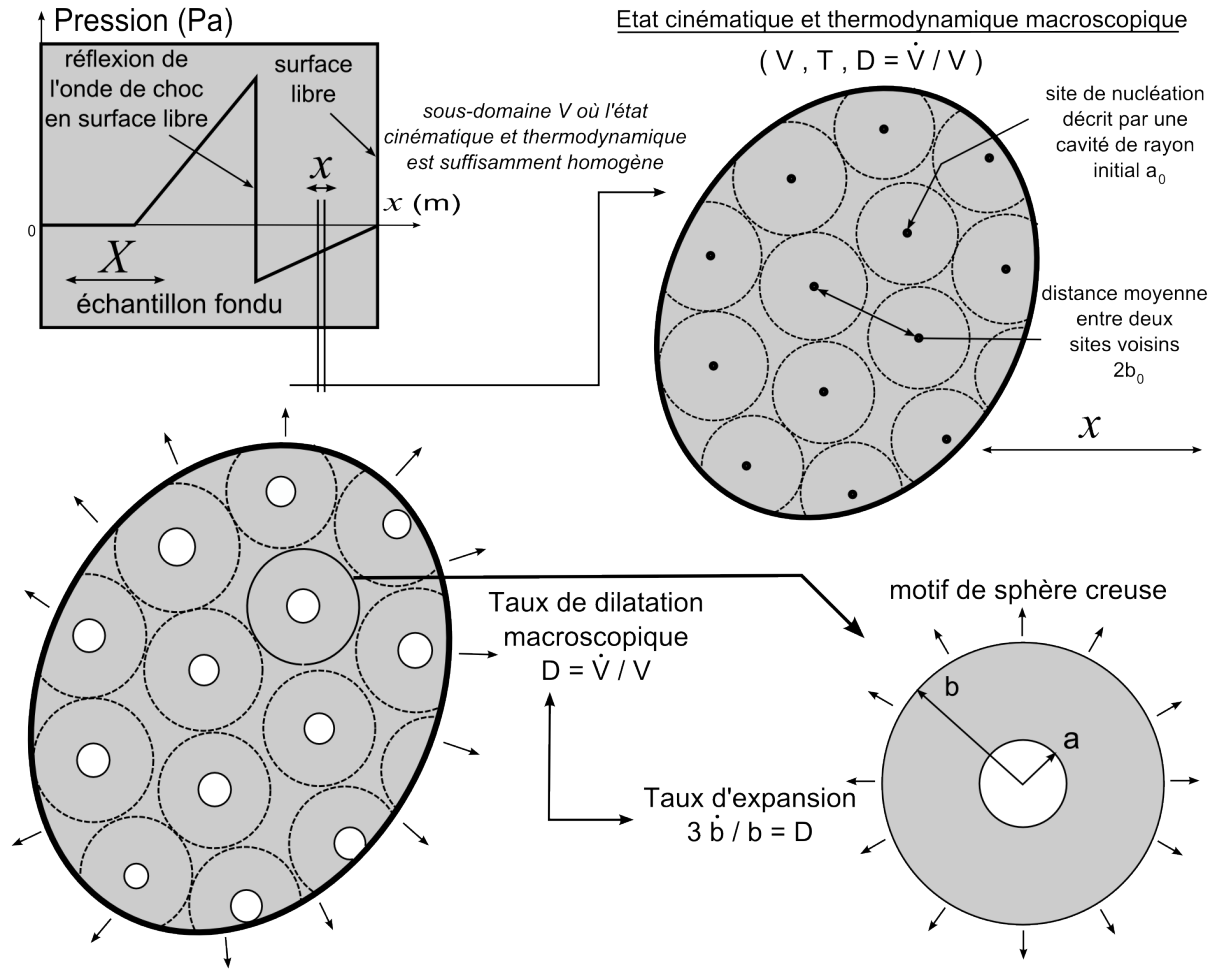 Pression (Pa)
réflexion de
l'onde de choc
en surface libre
surface
libre
x
x (m)
0
X
échantillon fondu
sous-domaine V où l'état
cinématique et thermodynamique
est suffisamment homogène
Etat cinématique et thermodynamique macroscopique
( V , T , D = V̇ / V )
site de nucléation
décrit par une
cavité de rayon
initial a₀
distance moyenne
entre deux
sites voisins
2b₀
x
Taux de dilatation
macroscopique
D = V̇ / V
Taux d'expansion
3 ḃ / b = D
motif de sphère creuse
b
a